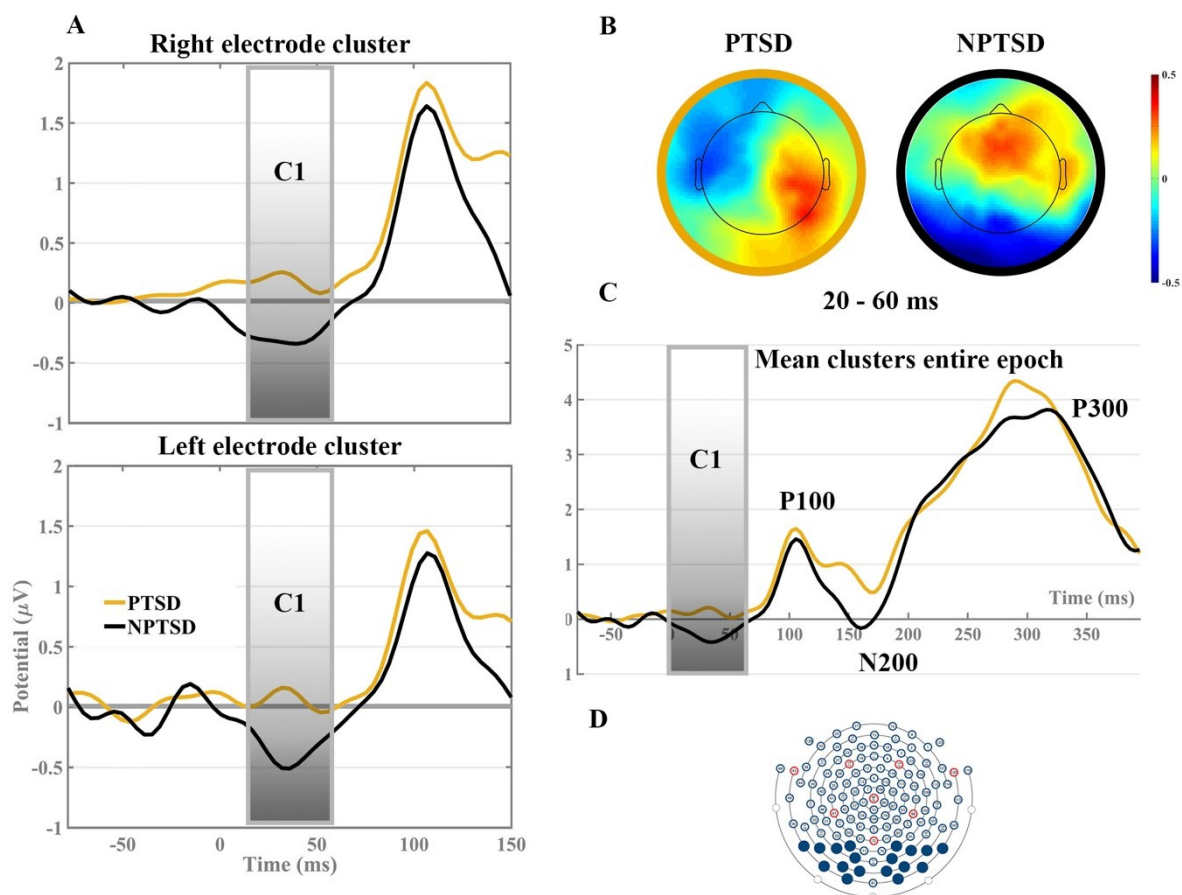 A
Right electrode cluster
2
1.5
1
0.5
0
-0.5
-1
C1
Left electrode cluster
2
1.5
1
0.5
0
-0.5
-1
Potential (μV)
C1
PTSD
NPTSD
-50
0
50
100
150
Time (ms)
B
PTSD
NPTSD
0.5
0
-0.5
20 - 60 ms
C
Mean clusters entire epoch
5
4
3
2
1
0
1
C1
P100
N200
P300
Time (ms)
-50
0
50
100
150
200
250
300
350
D